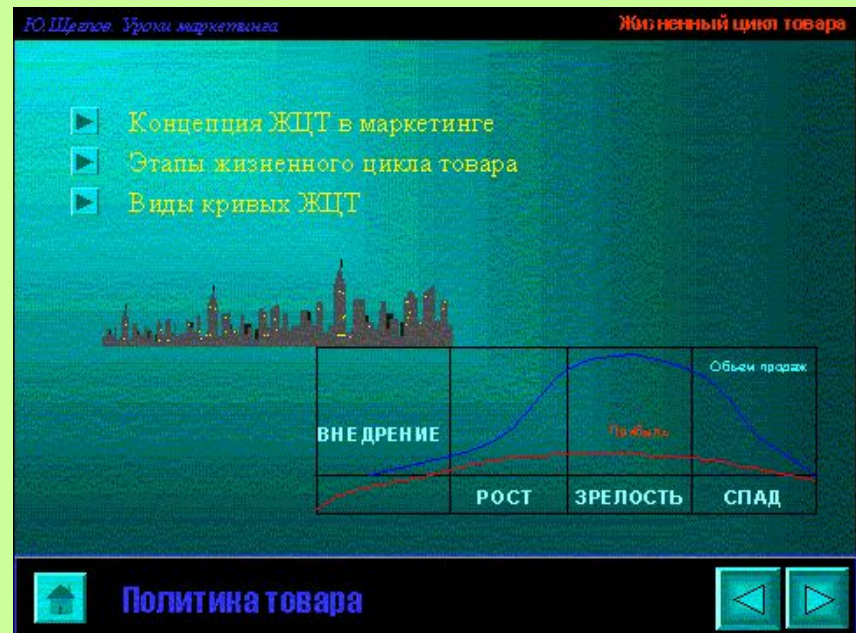 Ю.Щеглов. Уроки маркетинга
Жизненный цикл товара
Концепция ЖЦТ в маркетинге
Этапы жизненного цикла товара
Виды кривых ЖЦТ
Объем продаж
ВНЕДРЕНИЕ
Прибыль
РОСТ
ЗРЕЛОСТЬ
СПАД
Политика товара